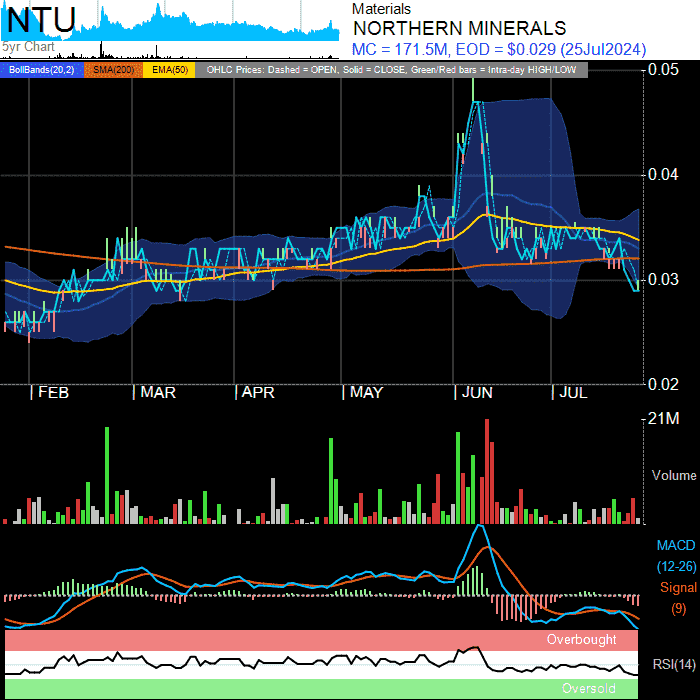 NTU
5yr Chart
Materials
NORTHERN MINERALS
MC = 171.5M, EOD = $0.029 (25Jul2024)
BollBands(20,2) SMA(200) EMA(50) OHLC Prices: Dashed = OPEN, Solid = CLOSE, Green/Red bars = Intra-day HIGH/LOW
0.05
0.04
0.03
0.02
FEB MAR APR MAY JUN JUL
21M
Volume
MACD
(12-26)
Signal
(9)
Overbought
RSI(14)
Oversold